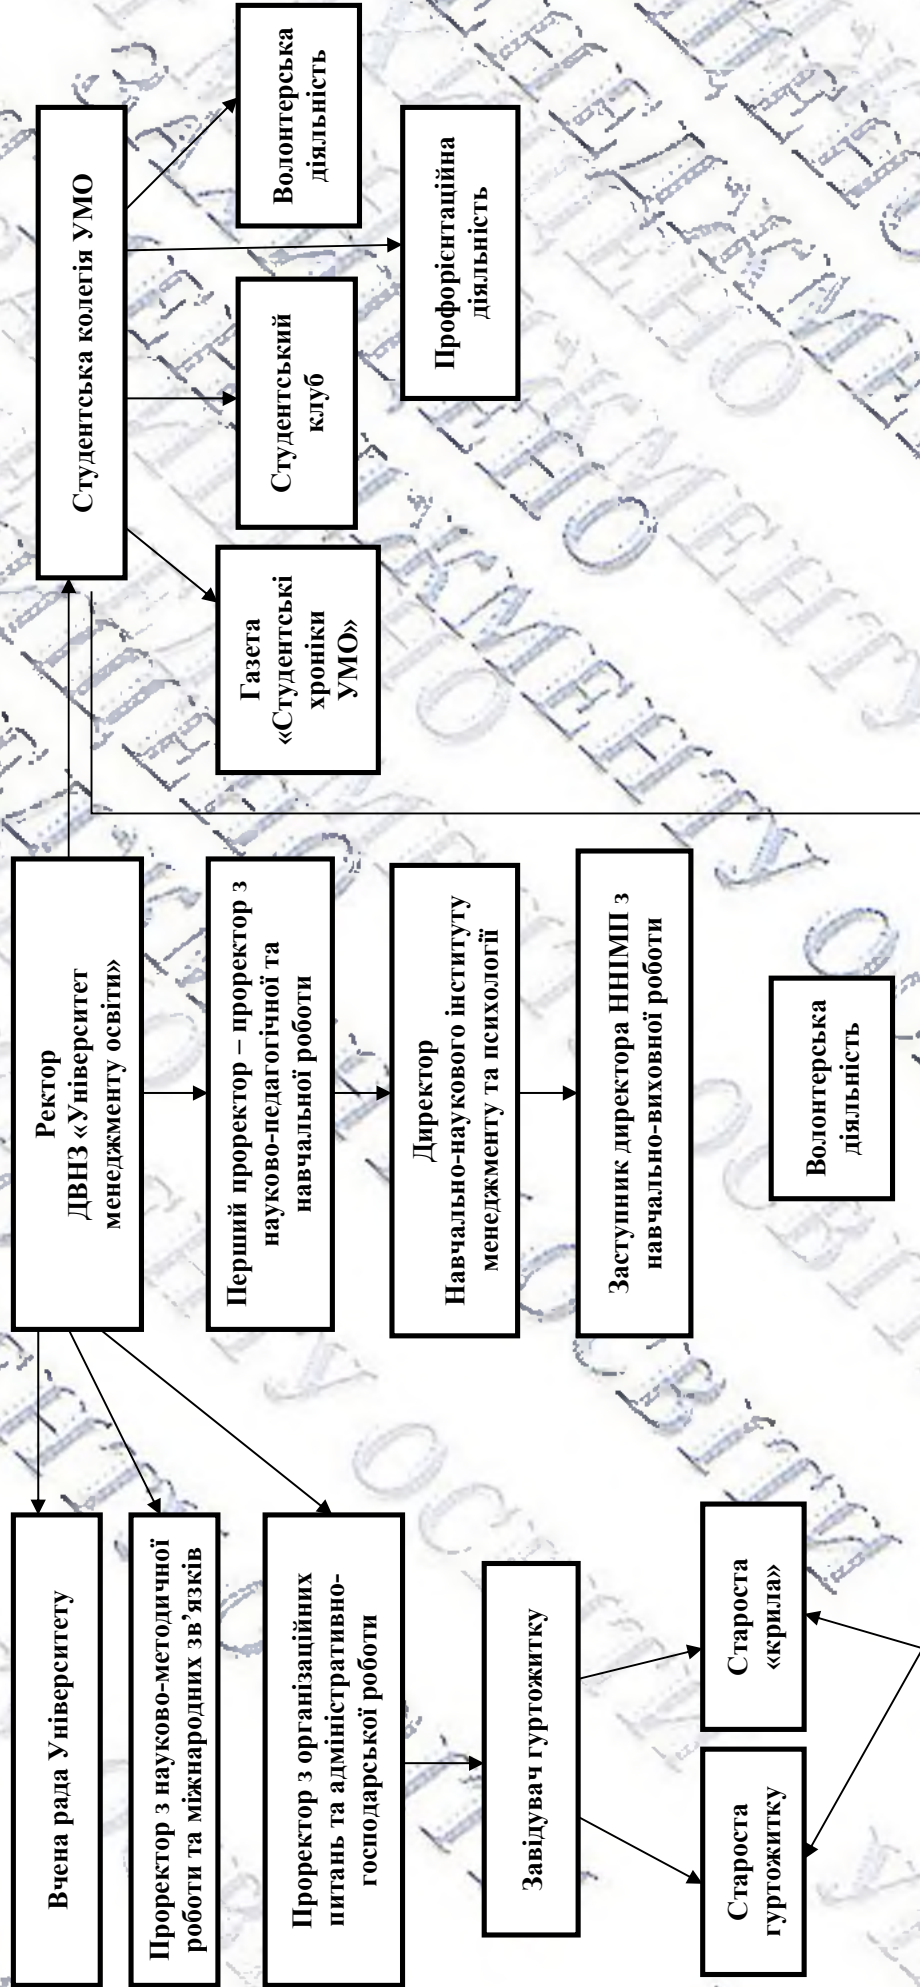 Вчена рада Університету
Проректор з науково-методичної
роботи та міжнародних зв’язків
Проректор з організаційних
питань та адміністративно-
господарської роботи
Завідувач гуртожитку
Староста
гуртожитку
Староста
«крила»
Ректор
ДВНЗ «Університет
менеджменту освіти»
Перший проректор – проректор з
науково-педагогічної та
навчальної роботи
Директор
Навчально-наукового інституту
менеджменту та психології
Заступник директора ННІМП з
навчально-виховної роботи
Волонтерська
діяльність
Студентська колегія УМО
Газета
«Студентські
хроніки
УМО»
Студентський
клуб
Волонтерська
діяльність
Профорієнтаційна
діяльність